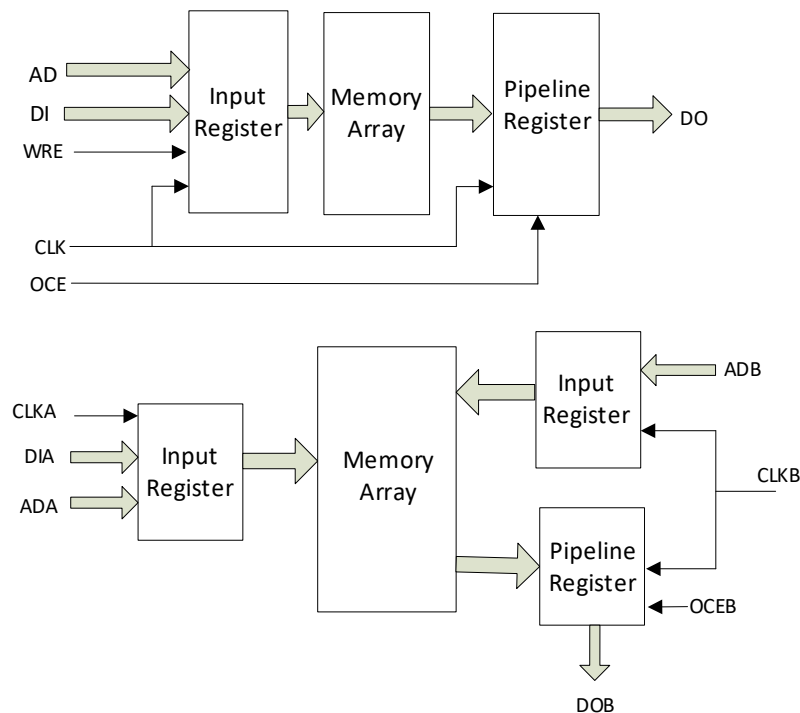 AD
DI
WRE
CLK
OCE
Input
Register
Memory
Array
Pipeline
Register
DO
CLKA
DIA
ADA
Input
Register
Memory
Array
Input
Register
ADB
CLKB
Pipeline
Register
OCEB
DOB